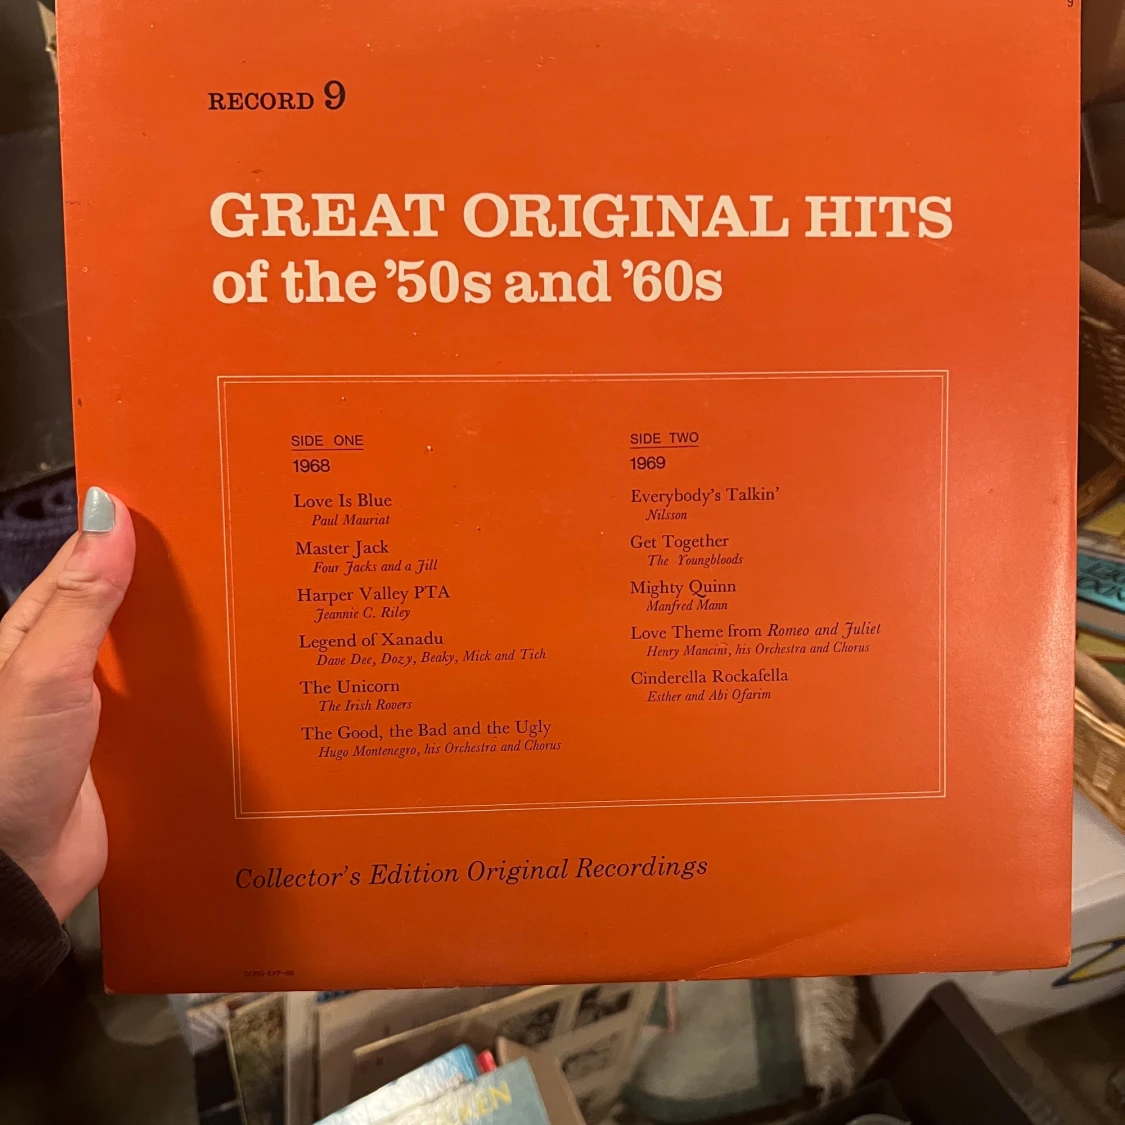 9
RECORD 9
GREAT ORIGINAL HITS
of the '50s and '60s
SIDE ONE
1968
Love Is Blue
Paul Mauriat
Master Jack
Four Jacks and a Jill
Harper Valley PTA
Jeannie C. Riley
Legend of Xanadu
Dave Dee, Dozy, Beaky, Mick and Tich
The Unicorn
The Irish Rovers
The Good, the Bad and the Ugly
Hugo Montenegro, his Orchestra and Chorus
SIDE TWO
1969
Everybody's Talkin'
Nilsson
Get Together
The Youngbloods
Mighty Quinn
Manfred Mann
Love Theme from Romeo and Juliet
Henry Mancini, his Orchestra and Chorus
Cinderella Rockafella
Esther and Abi Ofarim
Collector's Edition Original Recordings